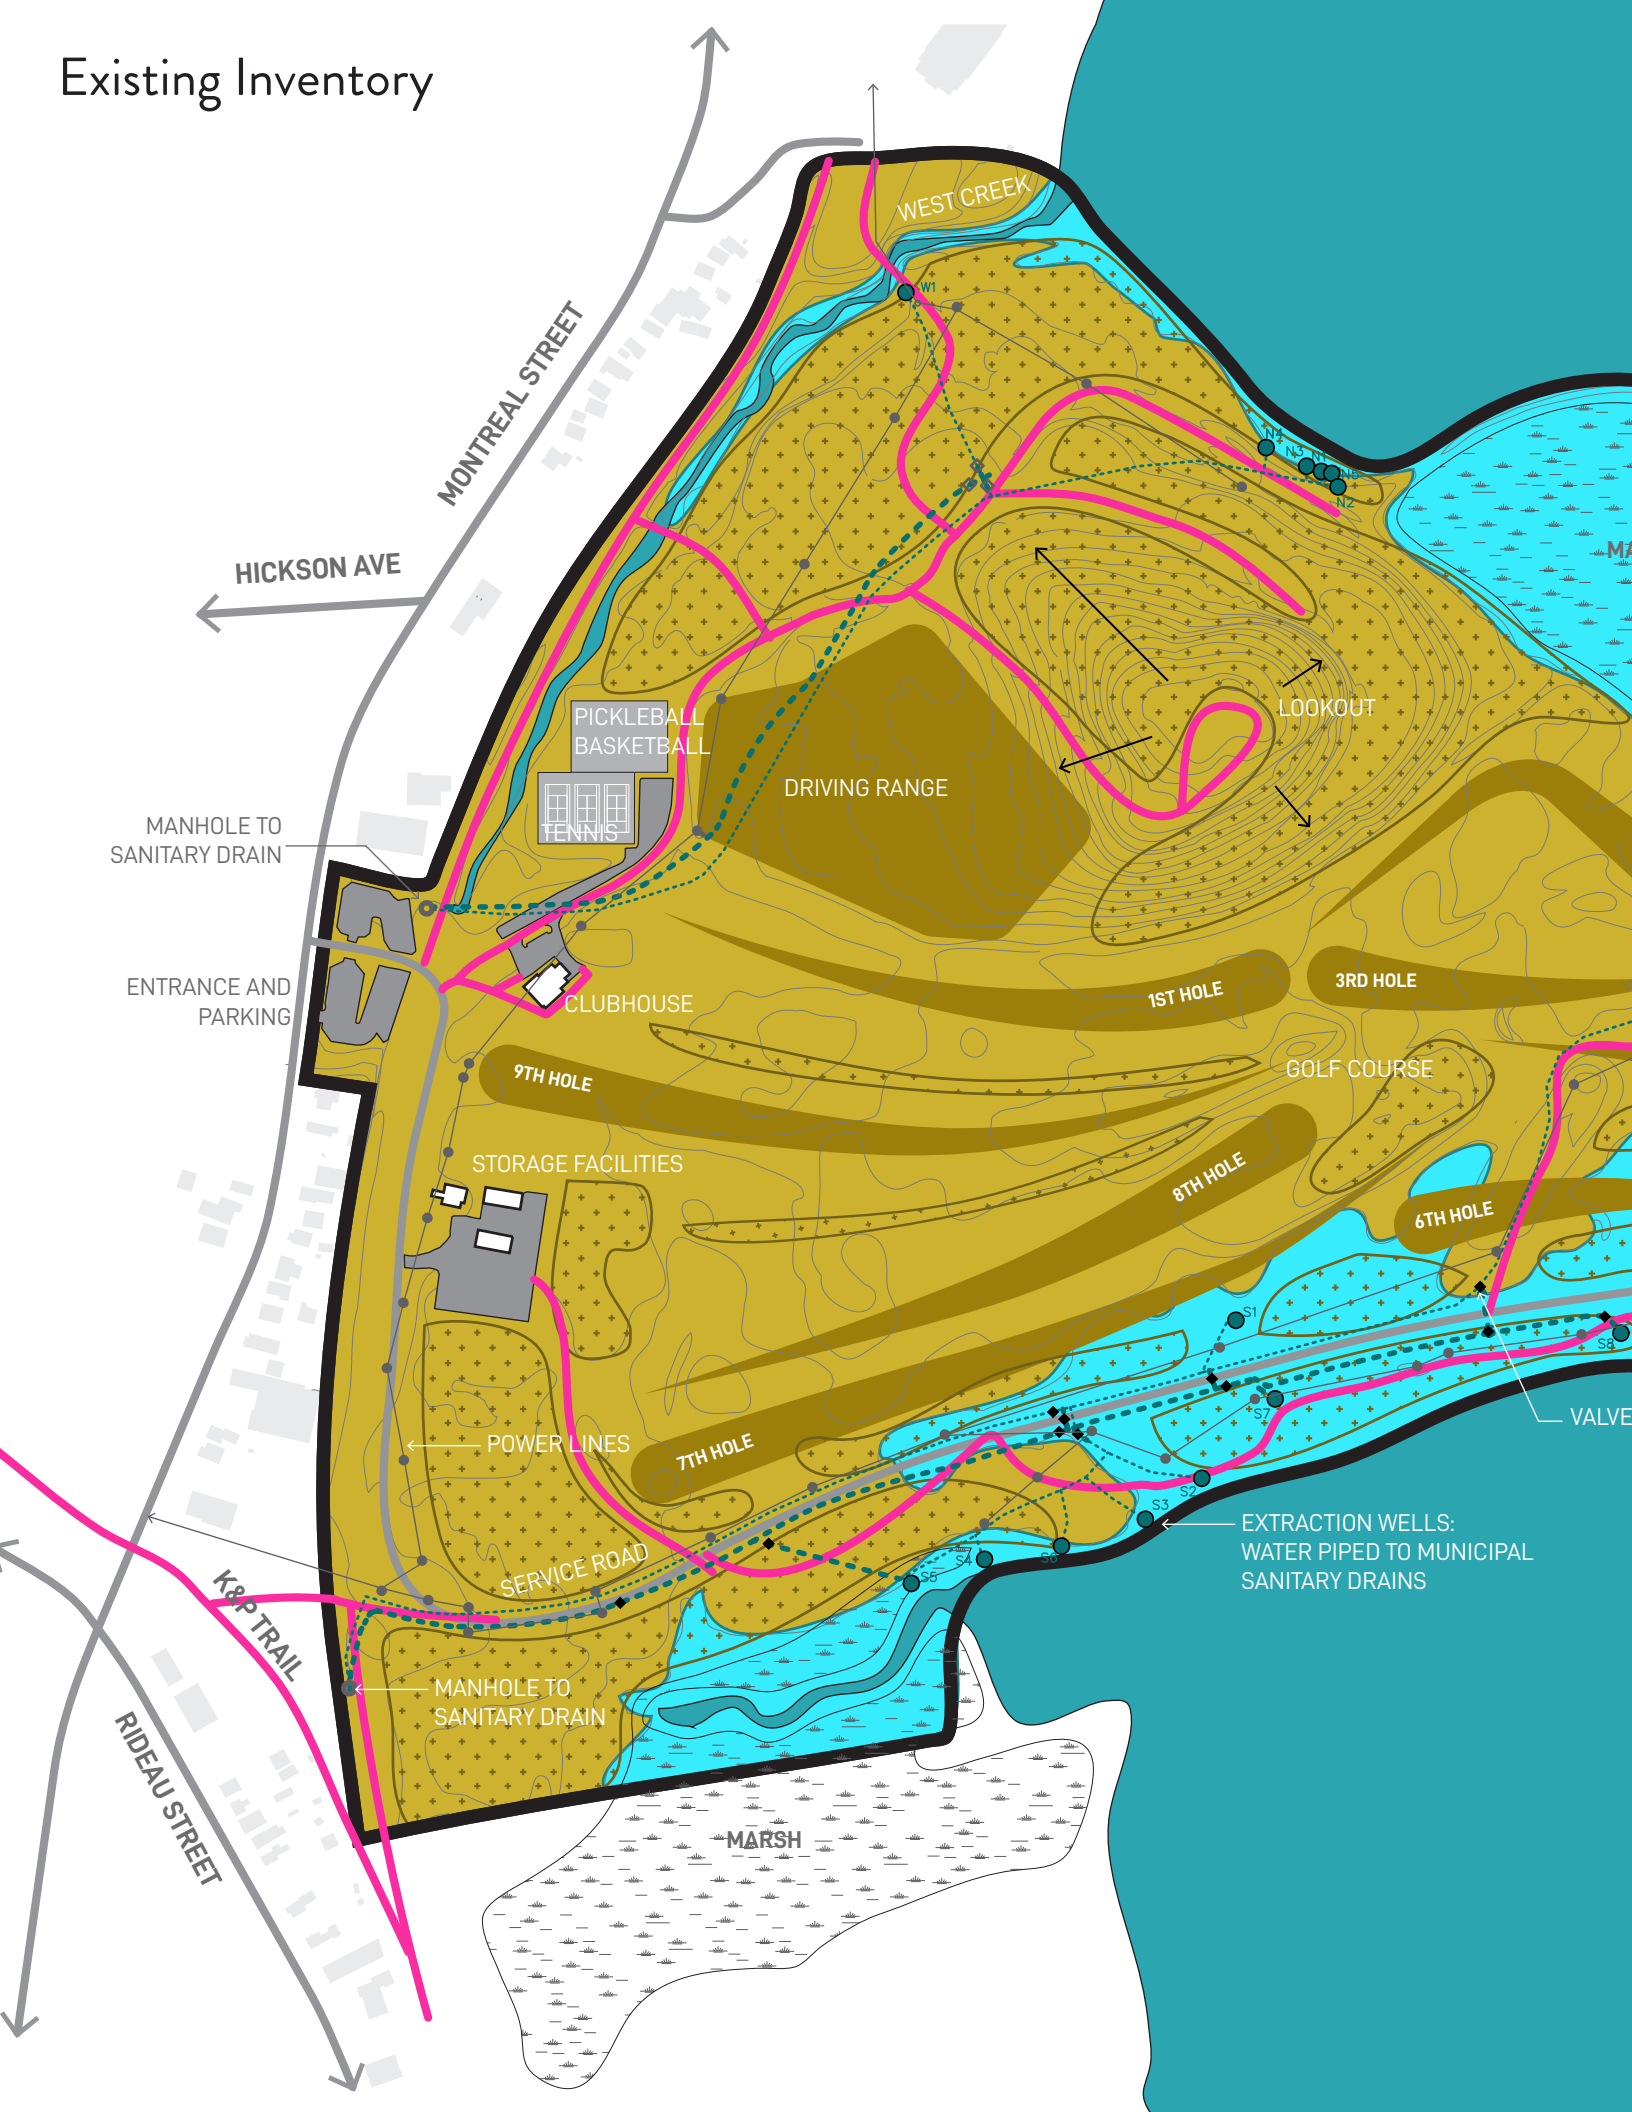 Existing Inventory
WEST CREEK
W1
MONTREAL STREET
N4
N3
N1
N5
N2
HICKSON AVE
LOOKOUT
PICKLEBALL
BASKETBALL
TENNIS
DRIVING RANGE
MANHOLE TO
SANITARY DRAIN
ENTRANCE AND
PARKING
CLUBHOUSE
1ST HOLE
3RD HOLE
9TH HOLE
GOLF COURSE
STORAGE FACILITIES
8TH HOLE
6TH HOLE
S1
S8
S7
VALVE
POWER LINES
7TH HOLE
S2
S3
EXTRACTION WELLS:
WATER PIPED TO MUNICIPAL
SANITARY DRAINS
S4
S6
S5
SERVICE ROAD
K&P TRAIL
MANHOLE TO
SANITARY DRAIN
RIDEAU STREET
MARSH